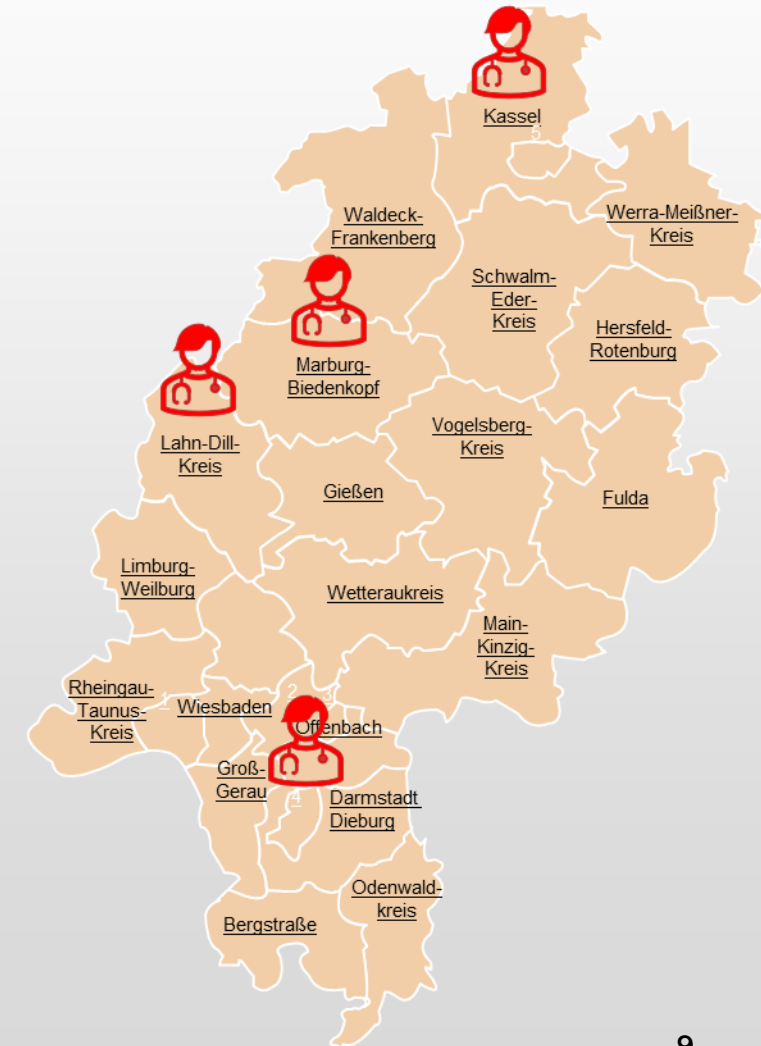 Kassel
5
Waldeck-
Frankenberg
Werra-Meißner-
Kreis
Schwalm-
Eder-
Kreis
Hersfeld-
Rotenburg
Marburg-
Biedenkopf
Lahn-Dill-
Kreis
Vogelsberg-
Kreis
Gießen
Fulda
Limburg-
Weilburg
Wetteraukreis
Main-
Kinzig-
Kreis
Rheingau-
Taunus-
Kreis
1
Wiesbaden
2
3
Offenbach
Groß-
Gerau
4
Darmstadt
Dieburg
Odenwald-
kreis
Bergstraße
9